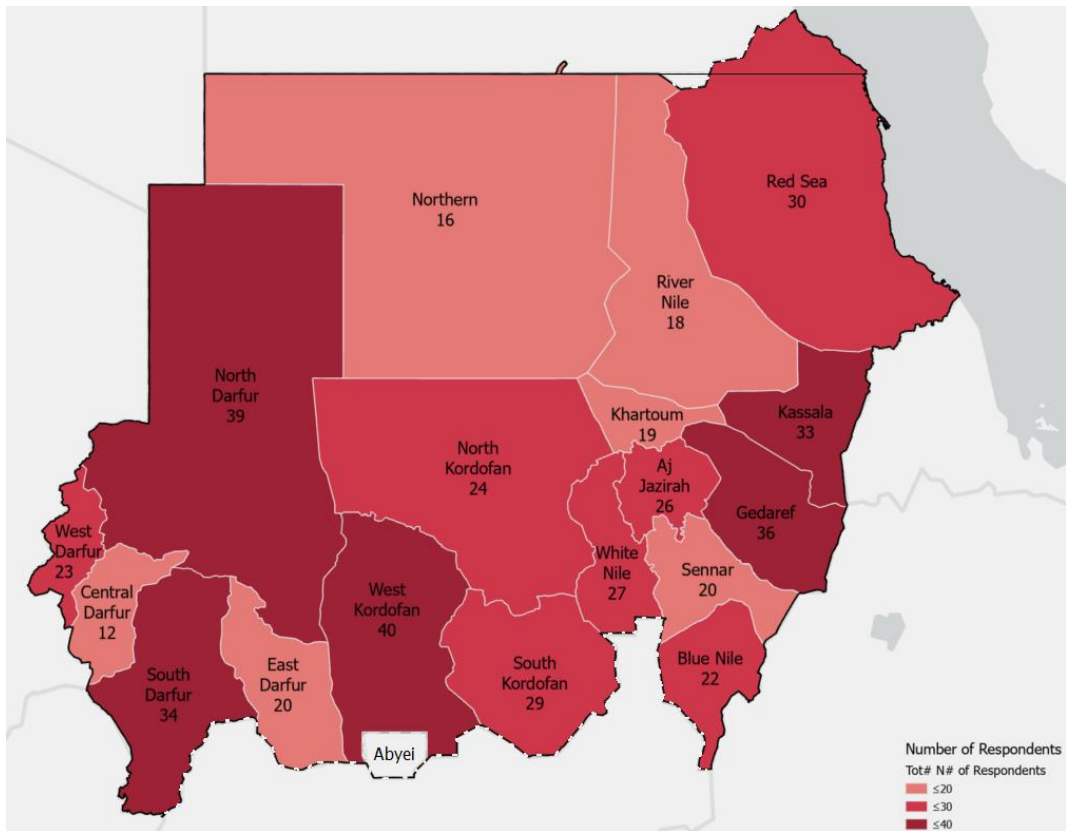 Red Sea
30
Northern
16
River
Nile
18
North
Darfur
39
Khartoum
19
Kassala
33
North
Kordofan
24
Aj
Jazirah
26
Gedaref
36
West
Darfur
23
White
Nile
27
Sennar
20
Central
Darfur
12
West
Kordofan
40
South
Darfur
34
East
Darfur
20
South
Kordofan
29
Blue Nile
22
Abyei
Number of Respondents
Tot# N# of Respondents
≤20
≤30
≤40